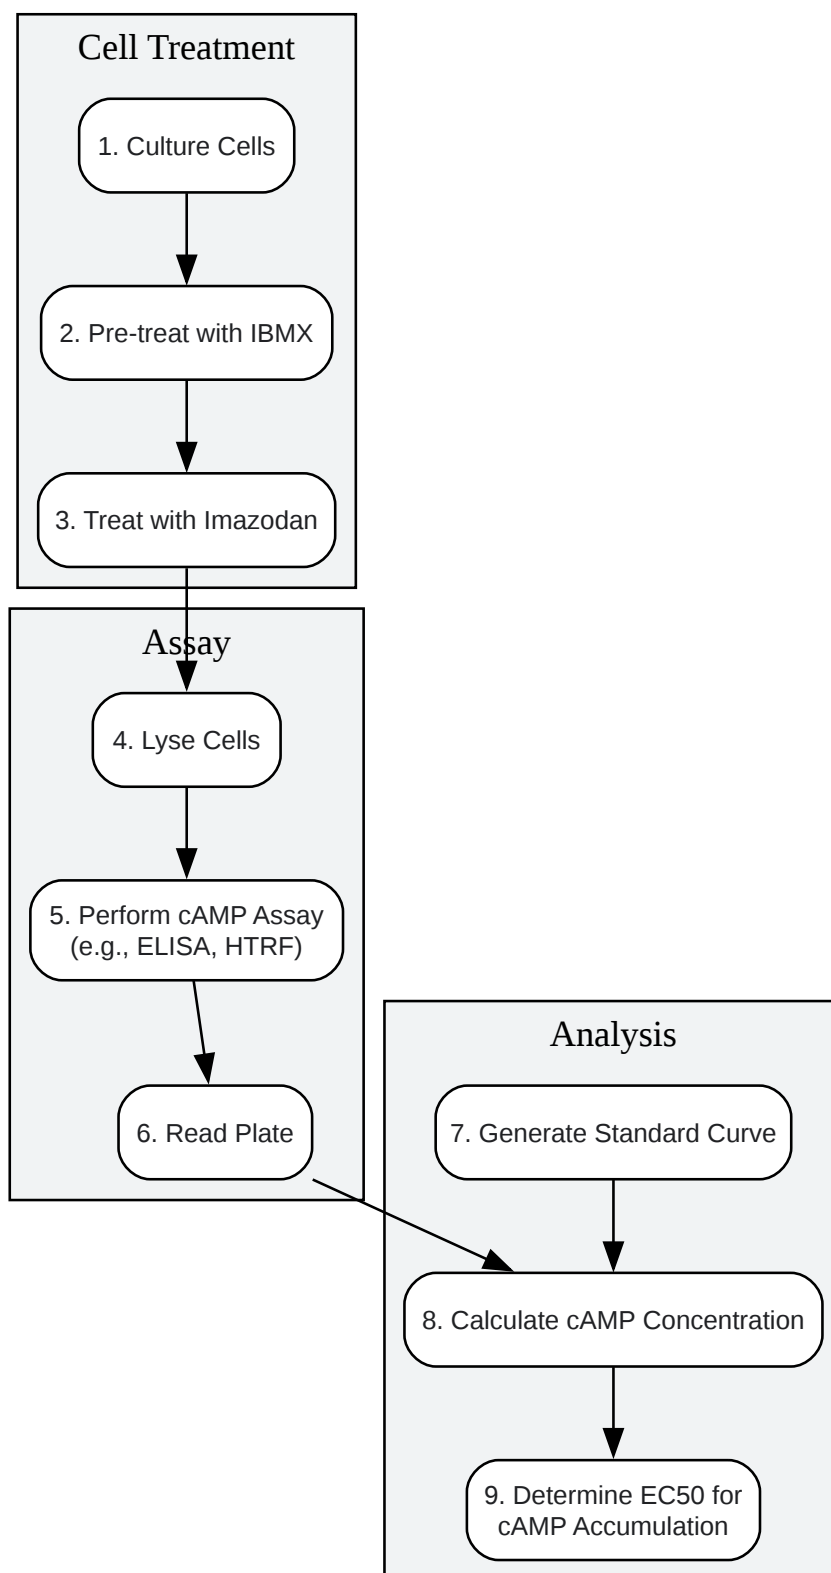 Cell Treatment
1. Culture Cells
2. Pre-treat with IBMX
3. Treat with Imazodan
Assay
4. Lyse Cells
5. Perform cAMP Assay
(e.g., ELISA, HTRF)
6. Read Plate
Analysis
7. Generate Standard Curve
8. Calculate cAMP Concentration
9. Determine EC50 for
cAMP Accumulation